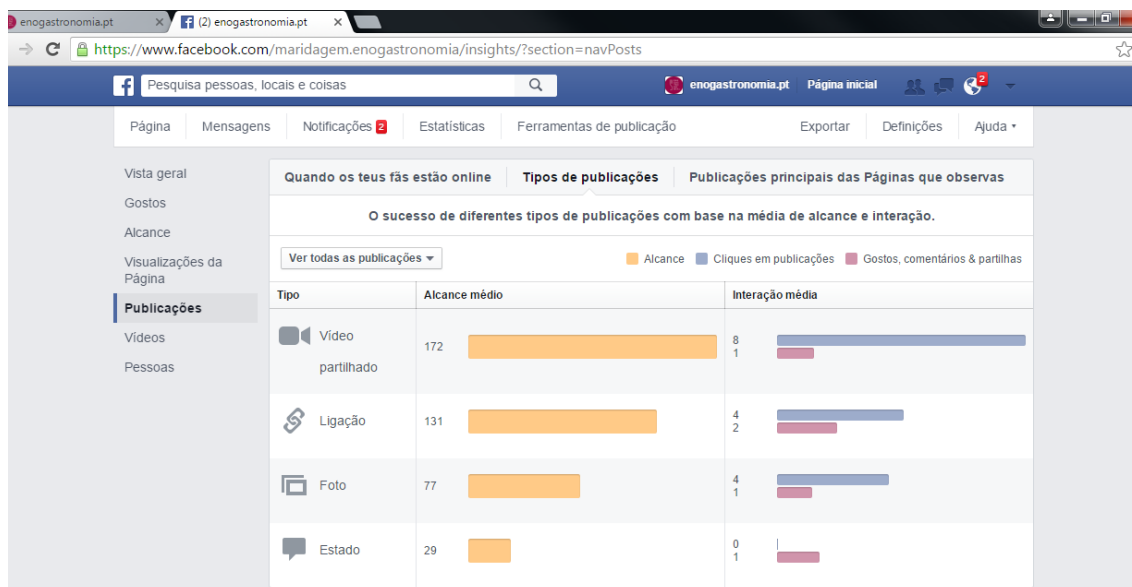 enogastronomia.pt
(2) enogastronomia.pt
https://www.facebook.com/maridagem.enogastronomia/insights/?section=navPosts
Pesquisa pessoas, locais e coisas
enogastronomia.pt Página inicial 2
Página Mensagens Notificações 2 Estatísticas Ferramentas de publicação Exportar Definições Ajuda
Vista geral
Gostos
Alcance
Visualizações da
Página
Publicações
Vídeos
Pessoas
Quando os teus fãs estão online Tipos de publicações Publicações principais das Páginas que observas
O sucesso de diferentes tipos de publicações com base na média de alcance e interação.
Ver todas as publicações Alcance Cliques em publicações Gostos, comentários & partilhas
Tipo Alcance médio Interação média
Vídeo
partilhado
172
8
1
Ligação
131
4
2
Foto
77
4
1
Estado
29
0
1